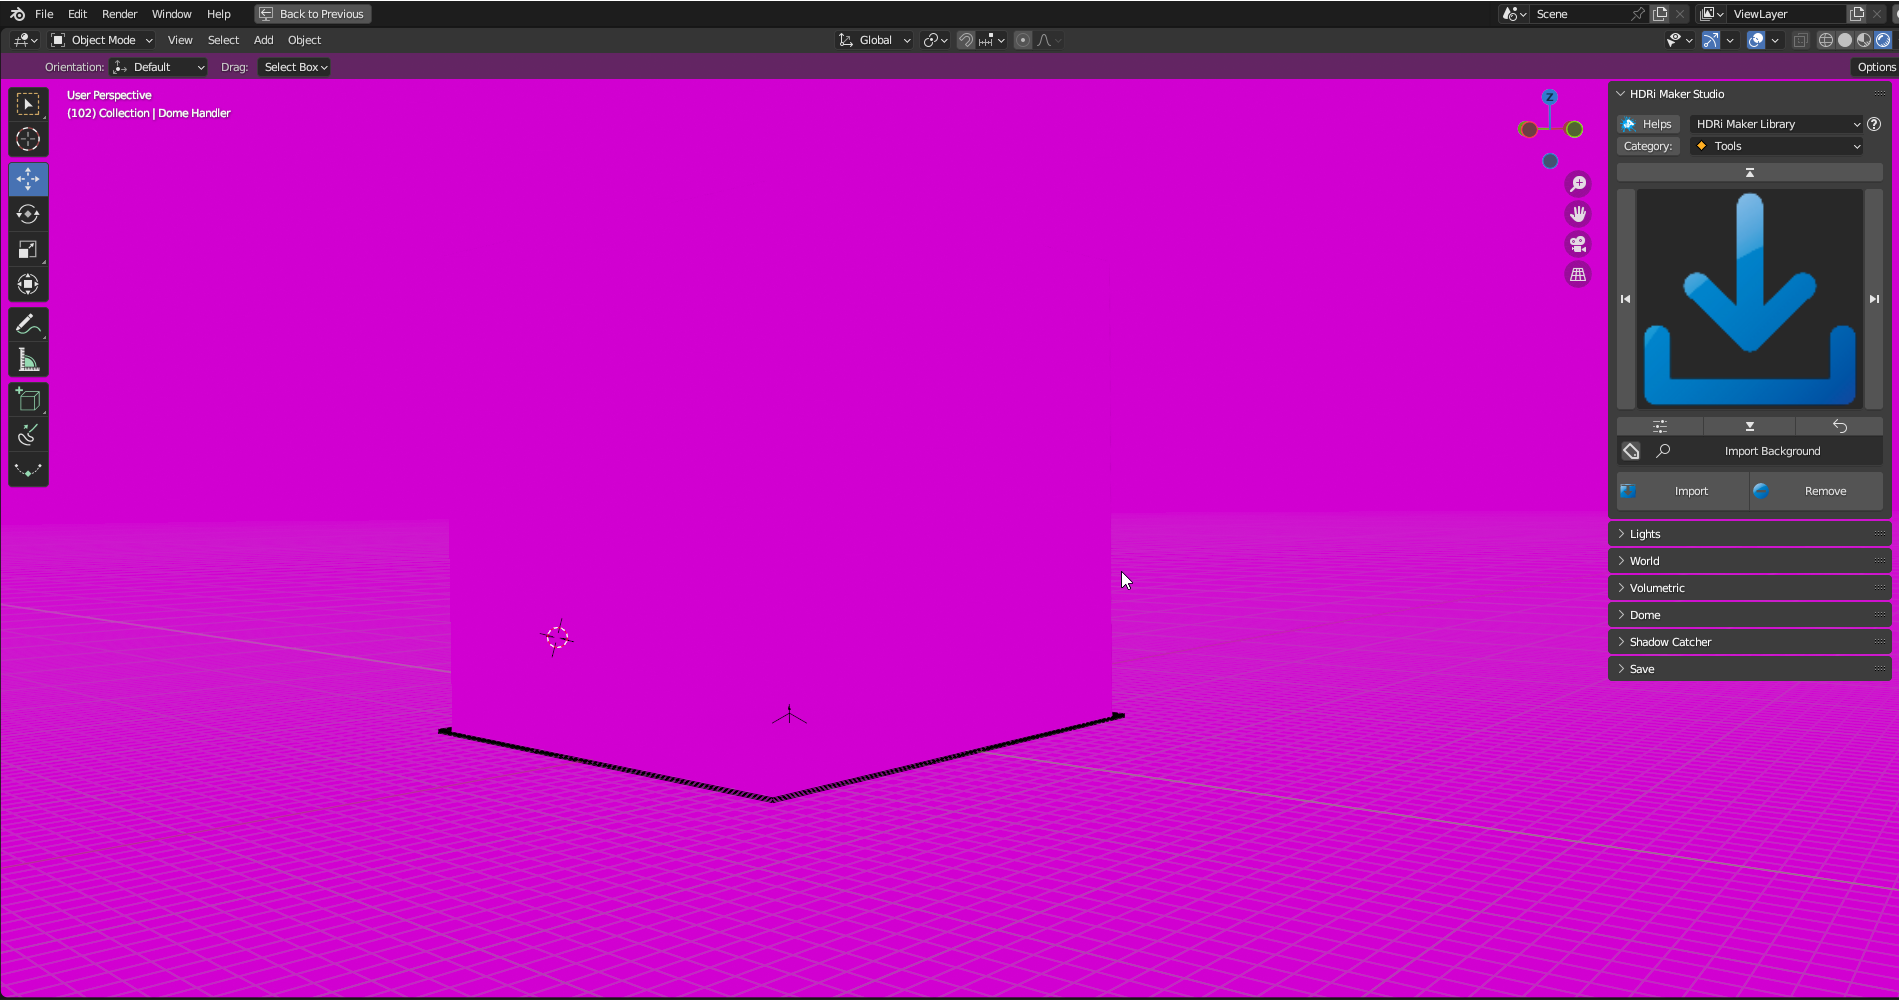 File Edit Render Window Help Back to Previous Scene ViewLayer
Object Mode View Select Add Object Global
Orientation: Default Drag: Select Box Options
User Perspective
(102) Collection | Dome Handler
Z
HDRi Maker Studio
Helps HDRi Maker Library
Category: Tools
Import Background
Import Remove
Lights
World
Volumetric
Dome
Shadow Catcher
Save